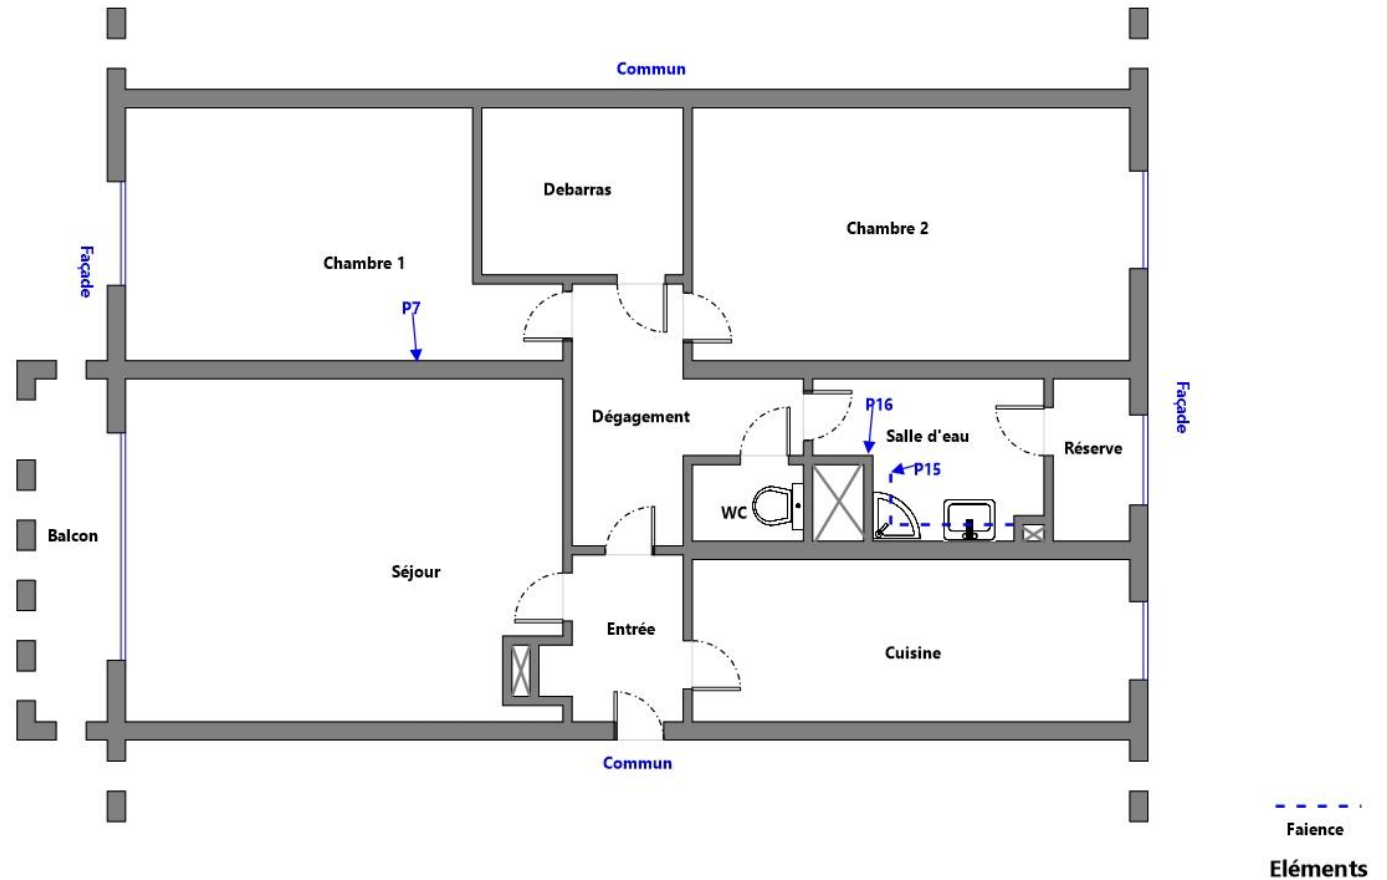 Commun
Debarras
Chambre 2
Chambre 1
Façade
P7
Façade
P16
Dégagement
Salle d'eau
Réserve
P15
WC
Balcon
Séjour
Entrée
Cuisine
Commun
Faience
Eléments